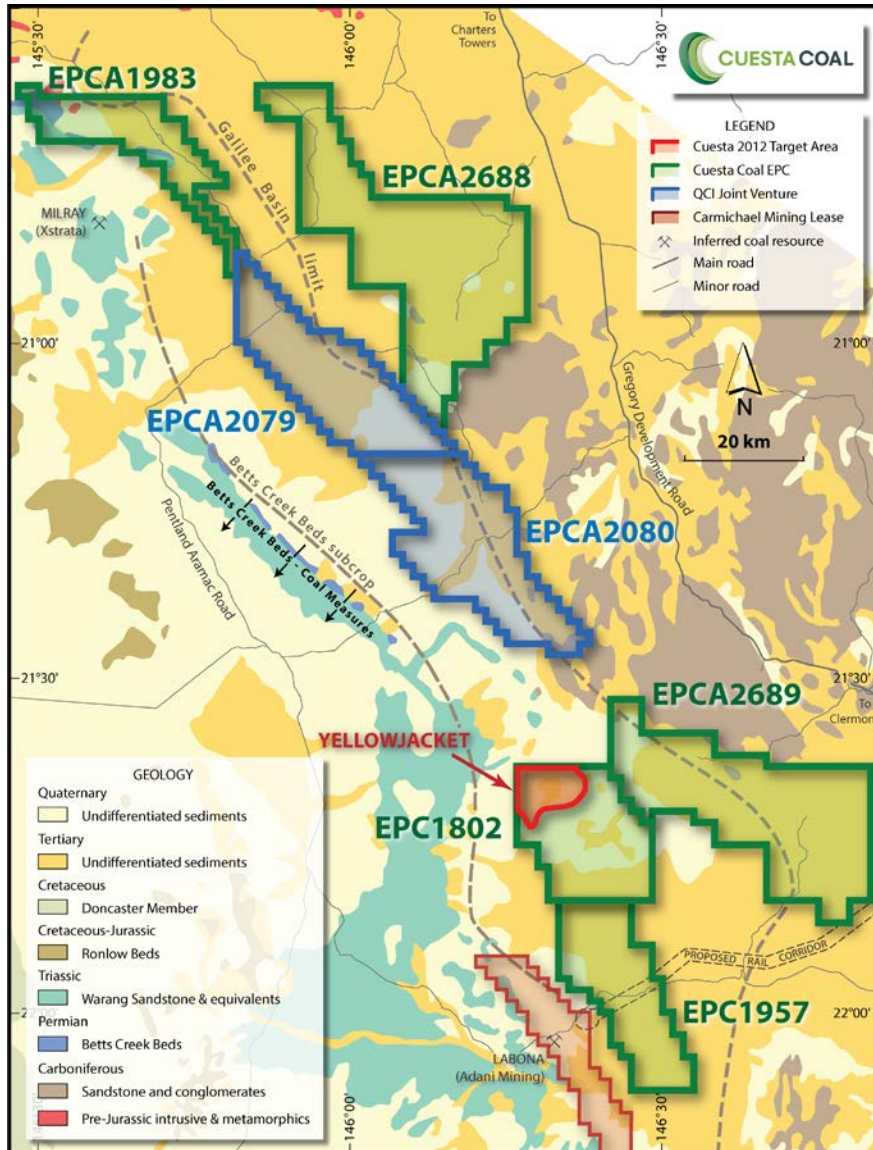 145°30'
146°00'
To
Charters
Towers
146°30'
CUESTA COAL
EPCA1983
Galilee Basin
limit
EPCA2688
LEGEND
Cuesta 2012 Target Area
Cuesta Coal EPC
QCI Joint Venture
Carmichael Mining Lease
Inferred coal resource
Main road
Minor road
MILRAY
(Xstrata)
21°00'
21°00'
Gregory Development Road
N
20 km
EPCA2079
Betts Creek Beds subcrop
Betts Creek Beds - Coal Measures
Pentland Aramac Road
EPCA2080
21°30'
21°30'
EPCA2689
To
Clermon
YELLOWJACKET
EPC1802
GEOLOGY
Quaternary
Undifferentiated sediments
Tertiary
Undifferentiated sediments
Cretaceous
Doncaster Member
Cretaceous-Jurassic
Ronlow Beds
Triassic
Warang Sandstone & equivalents
Permian
Betts Creek Beds
Carboniferous
Sandstone and conglomerates
Pre-Jurassic intrusive & metamorphics
PROPOSED RAIL CORRIDOR
22°00'
EPC1957
LABONA
(Adani Mining)
146°00'
146°30'